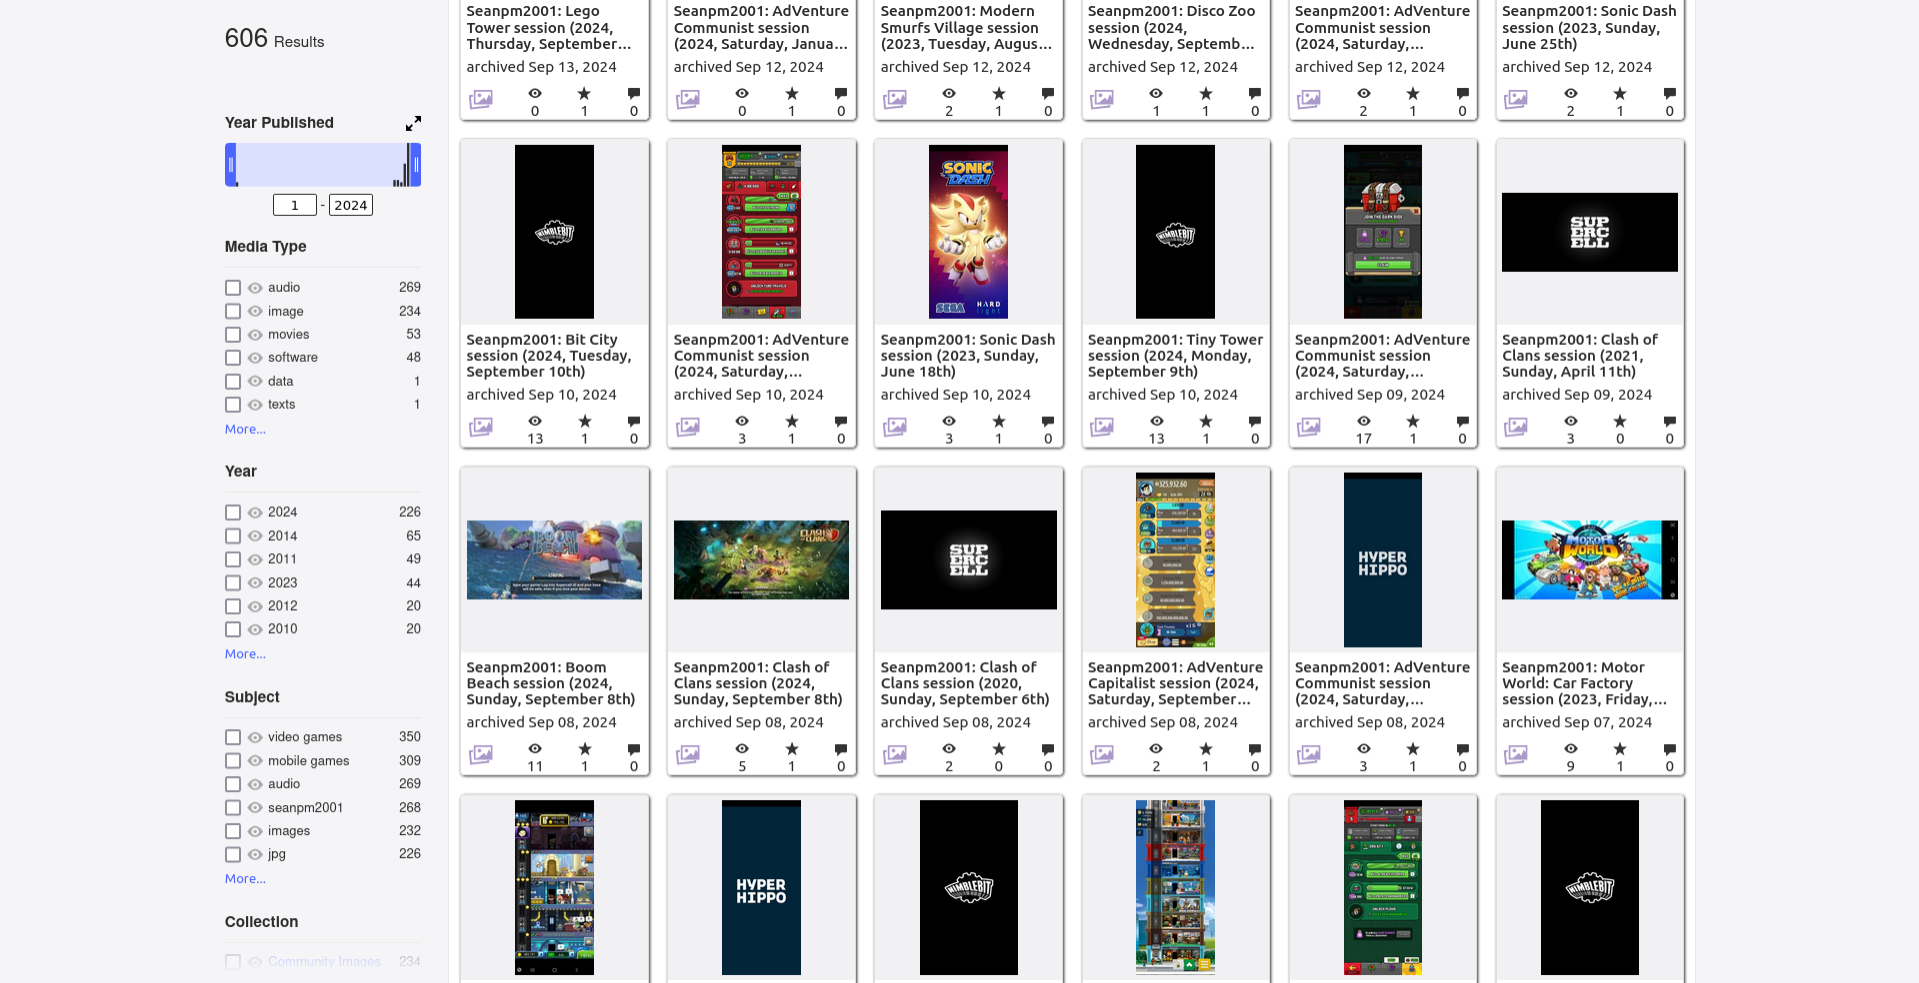 606 Results
Year Published
1 - 2024
Media Type
audio 269
image 234
movies 53
software 48
data 1
texts 1
More...
Year
2024 226
2014 65
2011 49
2023 44
2012 20
2010 20
More...
Subject
video games 350
mobile games 309
audio 269
seanpm2001 268
images 232
jpg 226
More...
Collection
Community Images 234
Seanpm2001: Lego
Tower session (2024,
Thursday, September...
archived Sep 13, 2024
0 1 0
Seanpm2001: AdVenture
Communist session
(2024, Saturday, Janua...
archived Sep 12, 2024
0 1 0
Seanpm2001: Modern
Smurfs Village session
(2023, Tuesday, Augus...
archived Sep 12, 2024
2 1 0
Seanpm2001: Disco Zoo
session (2024,
Wednesday, Septemb...
archived Sep 12, 2024
1 1 0
Seanpm2001: AdVenture
Communist session
(2024, Saturday,...
archived Sep 12, 2024
2 1 0
Seanpm2001: Sonic Dash
session (2023, Sunday,
June 25th)
archived Sep 12, 2024
2 1 0
NIMBLEBIT
Seanpm2001: Bit City
session (2024, Tuesday,
September 10th)
archived Sep 10, 2024
13 1 0
Seanpm2001: AdVenture
Communist session
(2024, Saturday,...
archived Sep 10, 2024
3 1 0
SONIC
DASH
SEGA HARD
light
Seanpm2001: Sonic Dash
session (2023, Sunday,
June 18th)
archived Sep 10, 2024
3 1 0
NIMBLEBIT
Seanpm2001: Tiny Tower
session (2024, Monday,
September 9th)
archived Sep 10, 2024
13 1 0
JOIN THE DARK SIDE!
Seanpm2001: AdVenture
Communist session
(2024, Saturday,...
archived Sep 09, 2024
17 1 0
SUP
ERC
ELL
Seanpm2001: Clash of
Clans session (2021,
Sunday, April 11th)
archived Sep 09, 2024
3 0 0
BOOM
BEACH
Seanpm2001: Boom
Beach session (2024,
Sunday, September 8th)
archived Sep 08, 2024
11 1 0
CLASH
OF
CLANS
Seanpm2001: Clash of
Clans session (2024,
Sunday, September 8th)
archived Sep 08, 2024
5 1 0
SUP
ERC
ELL
Seanpm2001: Clash of
Clans session (2020,
Sunday, September 6th)
archived Sep 08, 2024
2 0 0
325,932.60
Seanpm2001: AdVenture
Capitalist session (2024,
Saturday, September...
archived Sep 08, 2024
2 1 0
HYPER
HIPPO
Seanpm2001: AdVenture
Communist session
(2024, Saturday,...
archived Sep 08, 2024
3 1 0
MOTOR
WORLD
Seanpm2001: Motor
World: Car Factory
session (2023, Friday,...
archived Sep 07, 2024
9 1 0
HYPER
HIPPO
NIMBLEBIT
NIMBLEBIT